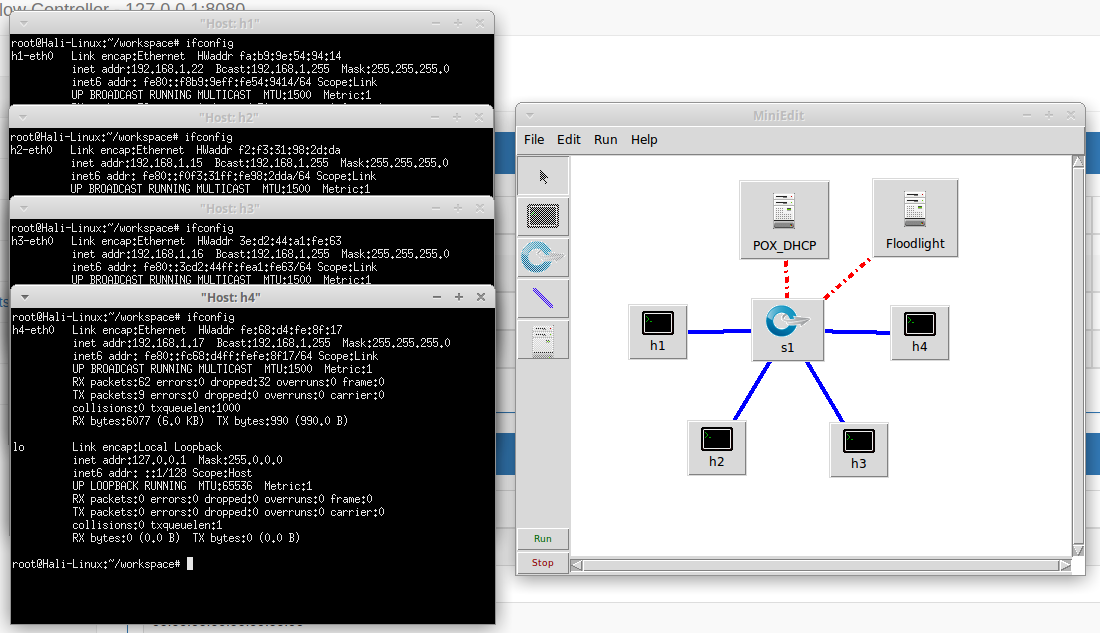 low Controller - 127.0.0.1:8080
"Host: h1"
root@Hali-Linux:~/workspace# ifconfig
h1-eth0   Link encap:Ethernet  HWaddr fa:b9:9e:54:94:14
inet addr:192.168.1.22  Bcast:192.168.1.255  Mask:255.255.255.0
inet6 addr: fe80::f8b9:9eff:fe54:9414/64 Scope:Link
UP BROADCAST RUNNING MULTICAST  MTU:1500  Metric:1
"Host: h2"
root@Hali-Linux:~/workspace# ifconfig
h2-eth0   Link encap:Ethernet  HWaddr f2:f3:31:98:2d:da
inet addr:192.168.1.15  Bcast:192.168.1.255  Mask:255.255.255.0
inet6 addr: fe80::f0f3:31ff:fe98:2dda/64 Scope:Link
UP BROADCAST RUNNING MULTICAST  MTU:1500  Metric:1
"Host: h3"
root@Hali-Linux:~/workspace# ifconfig
h3-eth0   Link encap:Ethernet  HWaddr 3e:d2:44:a1:fe:63
inet addr:192.168.1.16  Bcast:192.168.1.255  Mask:255.255.255.0
inet6 addr: fe80::3cd2:44ff:fea1:fe63/64 Scope:Link
UP BROADCAST RUNNING MULTICAST  MTU:1500  Metric:1
"Host: h4"
root@Hali-Linux:~/workspace# ifconfig
h4-eth0   Link encap:Ethernet  HWaddr fe:68:d4:fe:8f:17
inet addr:192.168.1.17  Bcast:192.168.1.255  Mask:255.255.255.0
inet6 addr: fe80::fc68:d4ff:fefe:8f17/64 Scope:Link
UP BROADCAST RUNNING MULTICAST  MTU:1500  Metric:1
RX packets:62 errors:0 dropped:32 overruns:0 frame:0
TX packets:9 errors:0 dropped:0 overruns:0 carrier:0
collisions:0 txqueuelen:1000
RX bytes:6077 (6.0 KB)  TX bytes:990 (990.0 B)
lo        Link encap:Local Loopback
inet addr:127.0.0.1  Mask:255.0.0.0
inet6 addr: ::1/128 Scope:Host
UP LOOPBACK RUNNING  MTU:65536  Metric:1
RX packets:0 errors:0 dropped:0 overruns:0 frame:0
TX packets:0 errors:0 dropped:0 overruns:0 carrier:0
collisions:0 txqueuelen:1
RX bytes:0 (0.0 B)  TX bytes:0 (0.0 B)
root@Hali-Linux:~/workspace#
MiniEdit
File Edit Run Help
POX_DHCP
Floodlight
h1
s1
h4
h2
h3
Run
Stop